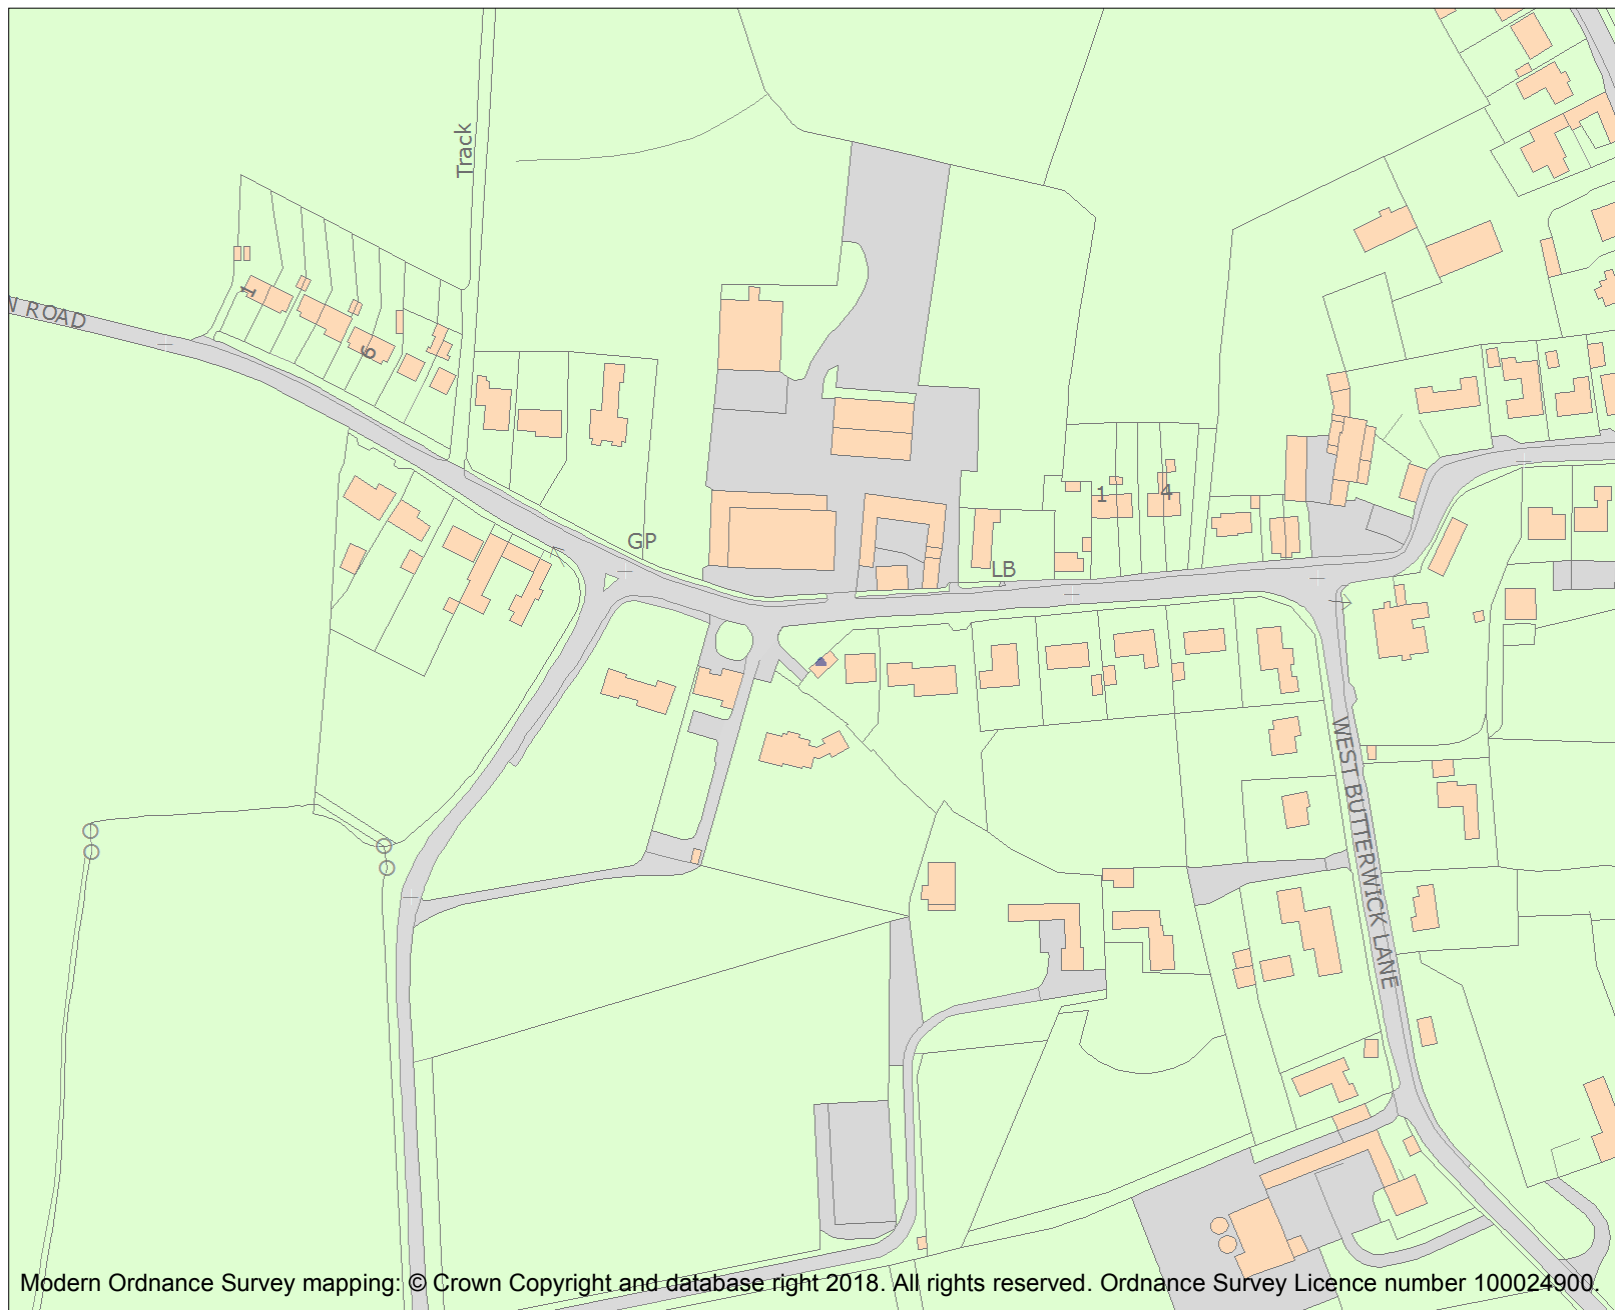 Track
N ROAD
1
6
GP
1
4
LB
WEST BUTTERWICK LANE
Modern Ordnance Survey mapping: © Crown Copyright and database right 2018. All rights reserved. Ordnance Survey Licence number 100024900.